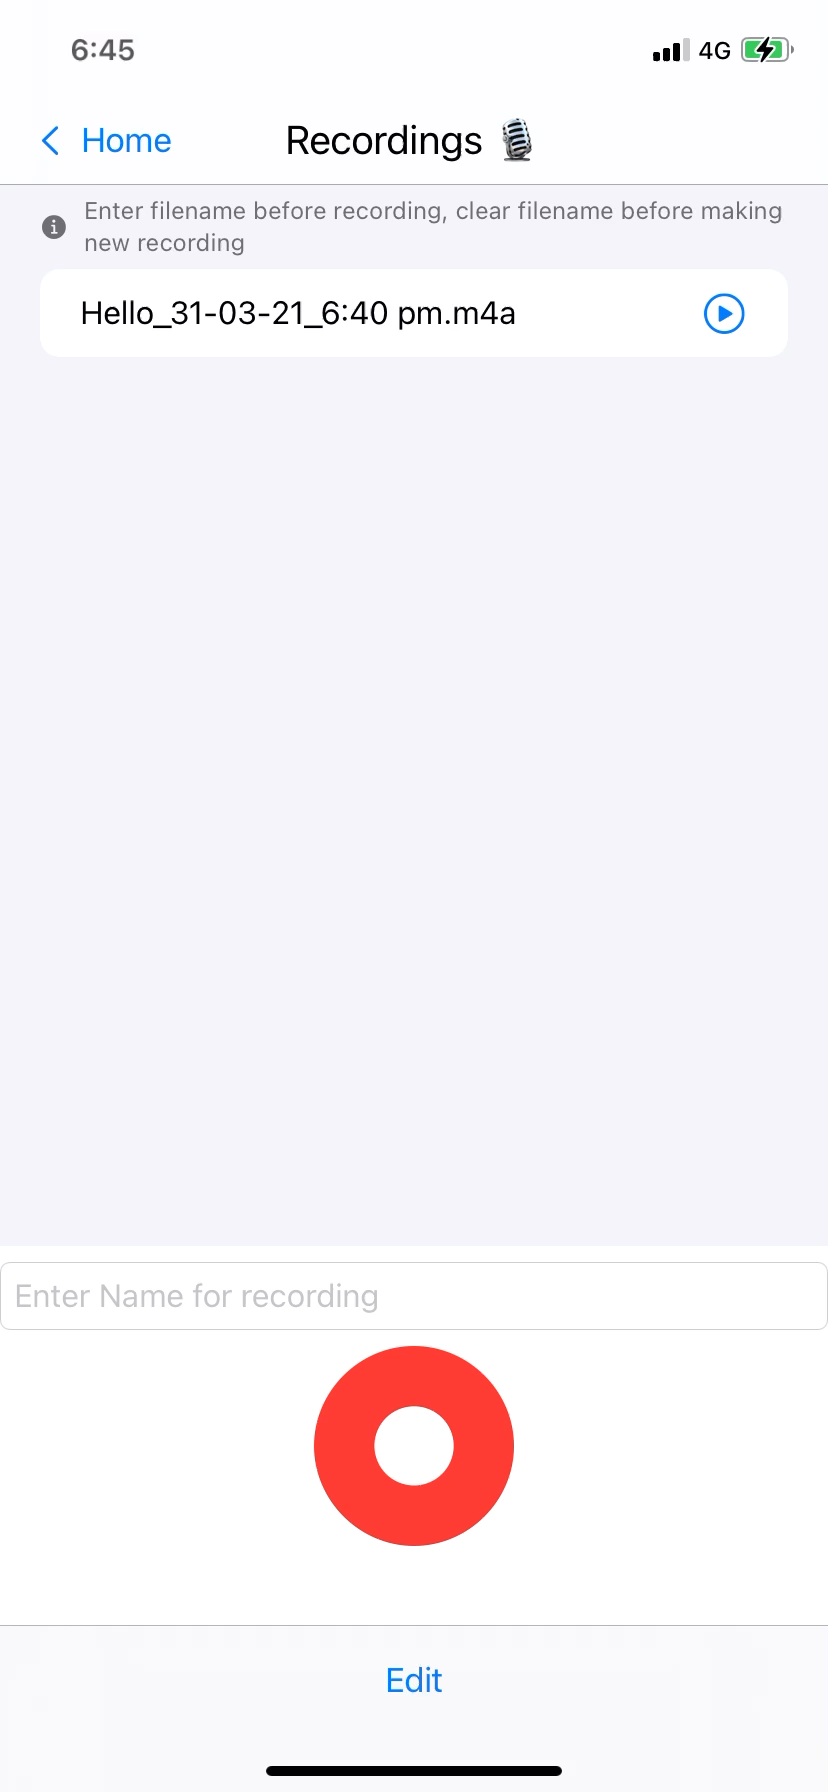 6:45
4G
Home
Recordings 🎙
Enter filename before recording, clear filename before making
new recording
Hello_31-03-21_6:40 pm.m4a
Enter Name for recording
Edit